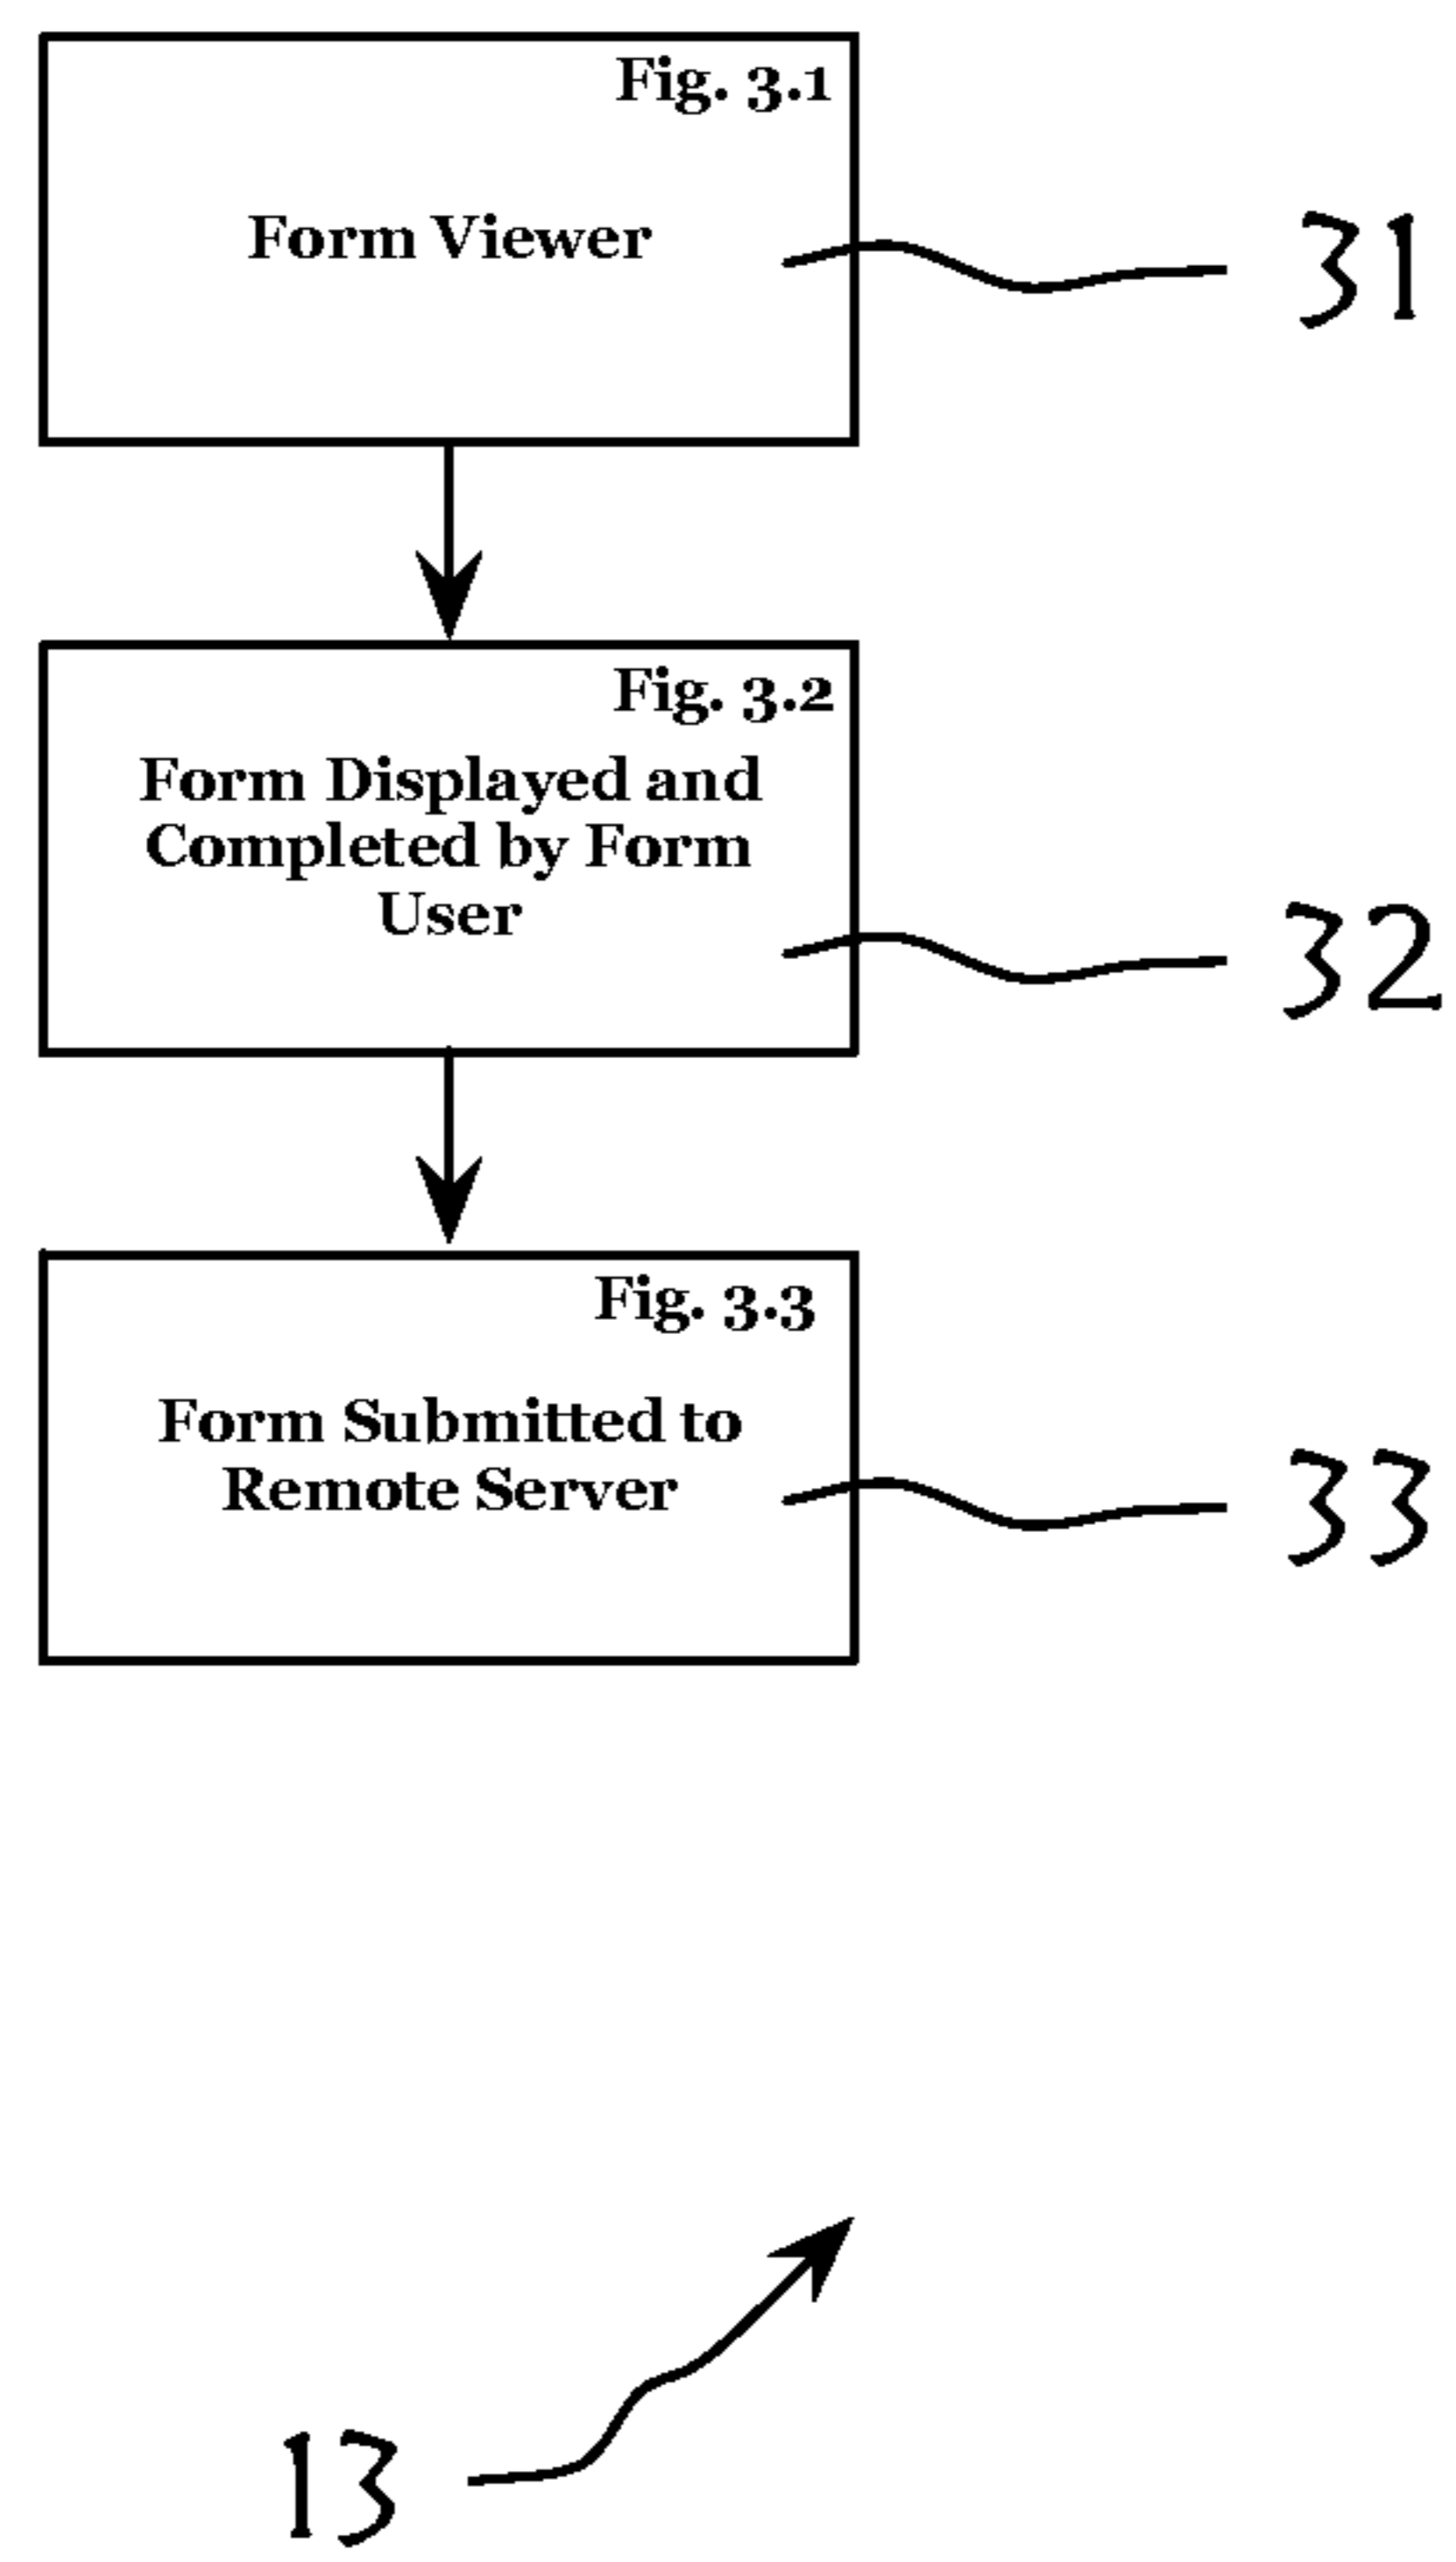 Fig. 3.1
Form Viewer
31
Fig. 3.2
Form Displayed and
Completed by Form
User
32
Fig. 3.3
Form Submitted to
Remote Server
33
13